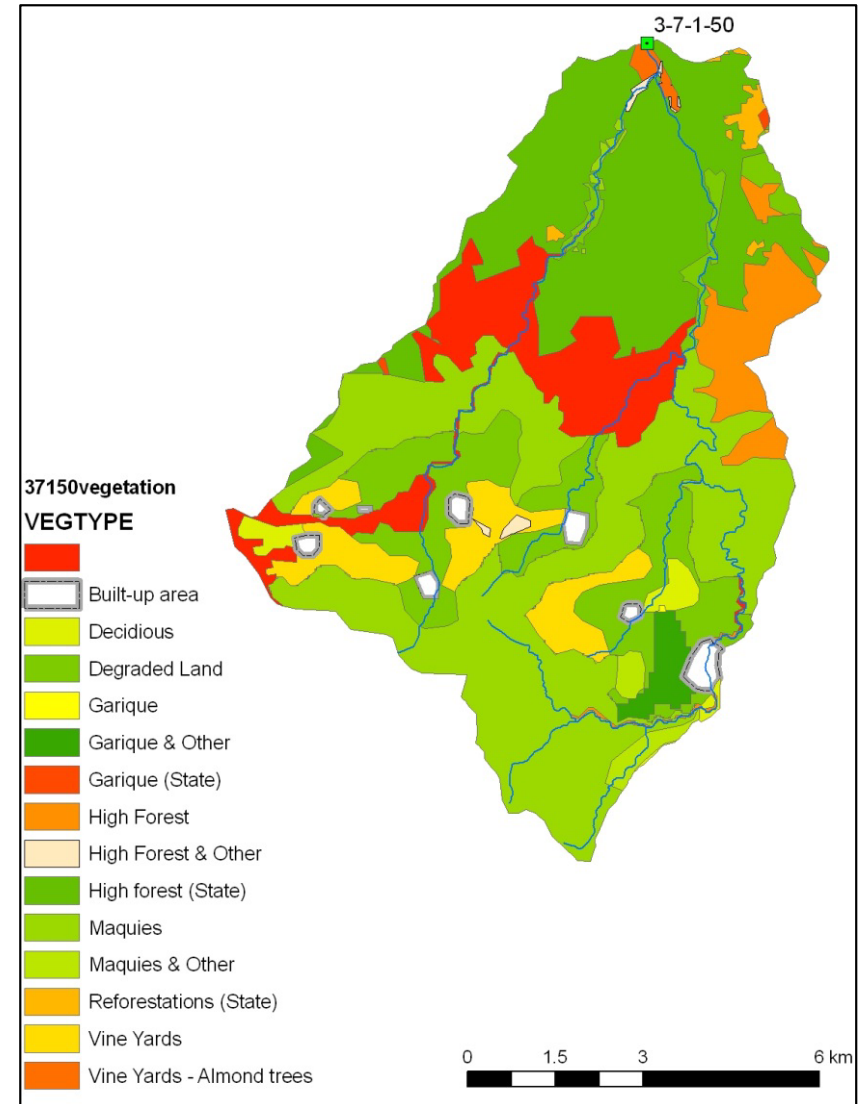 3-7-1-50
37150vegetation
VEGTYPE
Built-up area
Decidious
Degraded Land
Garique
Garique & Other
Garique (State)
High Forest
High Forest & Other
High forest (State)
Maquies
Maquies & Other
Reforestations (State)
Vine Yards
Vine Yards - Almond trees
0 1.5 3 6 km